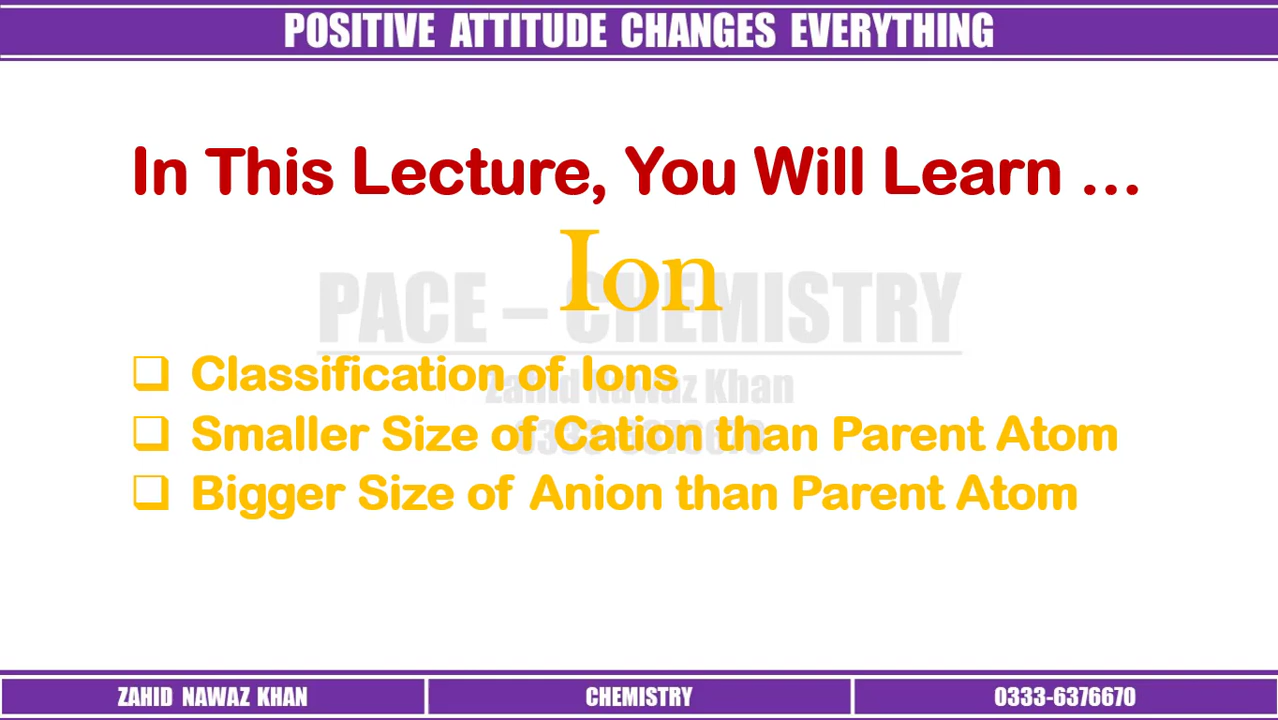 POSITIVE ATTITUDE CHANGES EVERYTHING
In This Lecture, You Will Learn ...
Ion
PACE – CHEMISTRY
❑ Classification of Ions
Zahid Nawaz Khan
❑ Smaller Size of Cation than Parent Atom
0333-6376670
❑ Bigger Size of Anion than Parent Atom
ZAHID NAWAZ KHAN
CHEMISTRY
0333-6376670